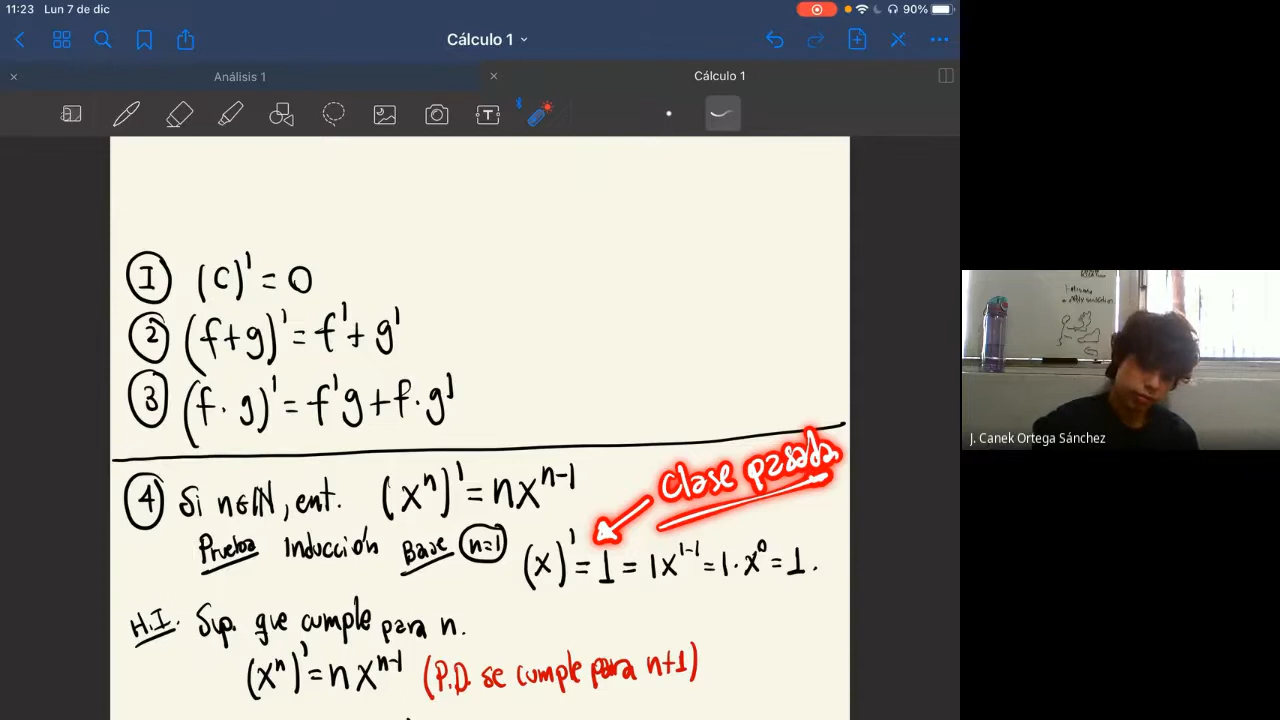 11:23 Lun 7 de dic
90%
Cálculo 1
Análisis 1
Cálculo 1
T
① (C)' = 0
② (f+g)' = f' + g'
③ (f·g)' = f'g + f·g'
④ Si n∈ℕ, ent. (xⁿ)' = nxⁿ⁻¹
Clase pasada
Prueba Inducción Base n=1 (x)' = 1 = 1x¹⁻¹ = 1·x⁰ = 1.
H.I. Sup. que cumple para n.
(xⁿ)' = nxⁿ⁻¹ (P.D. se cumple para n+1)
J. Canek Ortega Sánchez